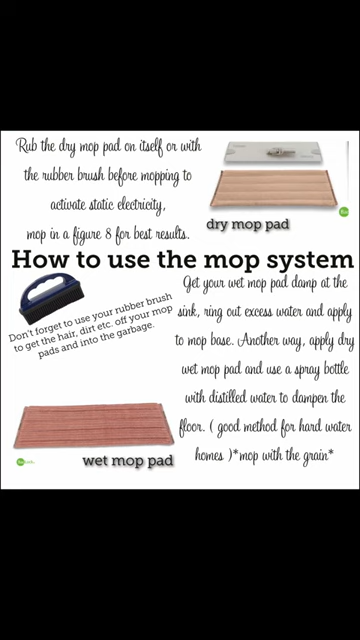 Rub the dry mop pad on itself or with
the rubber brush before mopping to
activate static electricity,
mop in a figure 8 for best results.
dry mop pad
How to use the mop system
Don't forget to use your rubber brush
to get the hair, dirt etc. off your mop
pads and into the garbage.
Get your wet mop pad damp at the
sink, ring out excess water and apply
to mop base. Another way, apply dry
wet mop pad and use a spray bottle
with distilled water to dampen the
floor. ( good method for hard water
homes )*mop with the grain*
wet mop pad